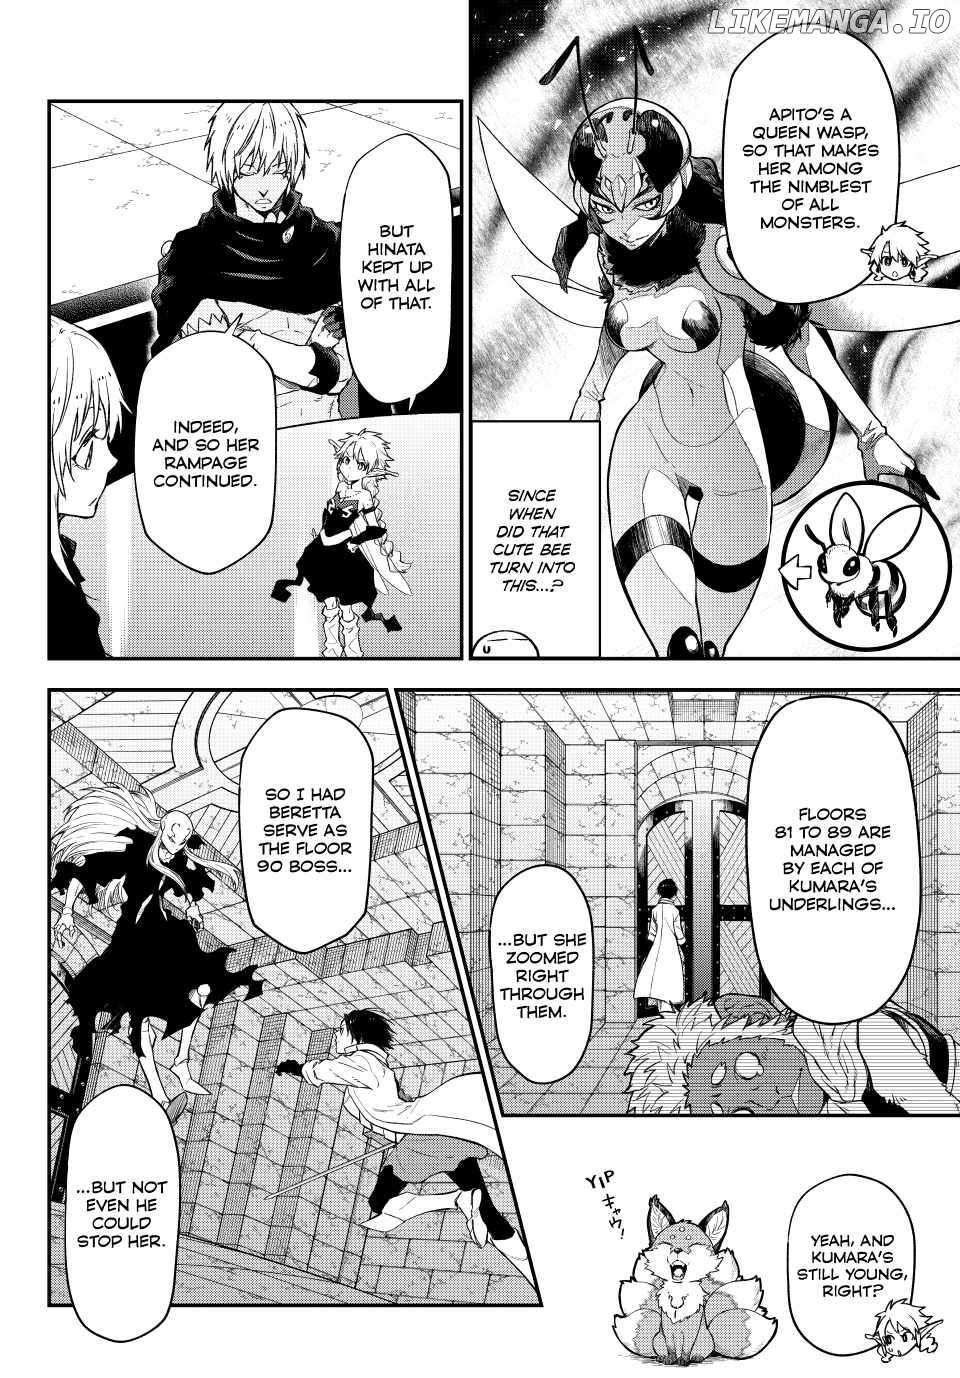 LIKEMANGA.IO
APITO'S A
QUEEN WASP,
SO THAT MAKES
HER AMONG
THE NIMBLEST
OF ALL
MONSTERS.
SINCE
WHEN
DID THAT
CUTE BEE
TURN INTO
THIS...?
BUT
HINATA
KEPT UP
WITH ALL
OF THAT.
INDEED,
AND SO HER
RAMPAGE
CONTINUED.
FLOORS
81 TO 89 ARE
MANAGED
BY EACH OF
KUMARA'S
UNDERLINGS...
...BUT SHE
ZOOMED
RIGHT
THROUGH
THEM.
YEAH, AND
KUMARA'S
STILL YOUNG,
RIGHT?
YIP
キャウ!
SO I HAD
BERETTA
SERVE AS
THE FLOOR
90 BOSS...
...BUT NOT
EVEN HE
COULD
STOP HER.